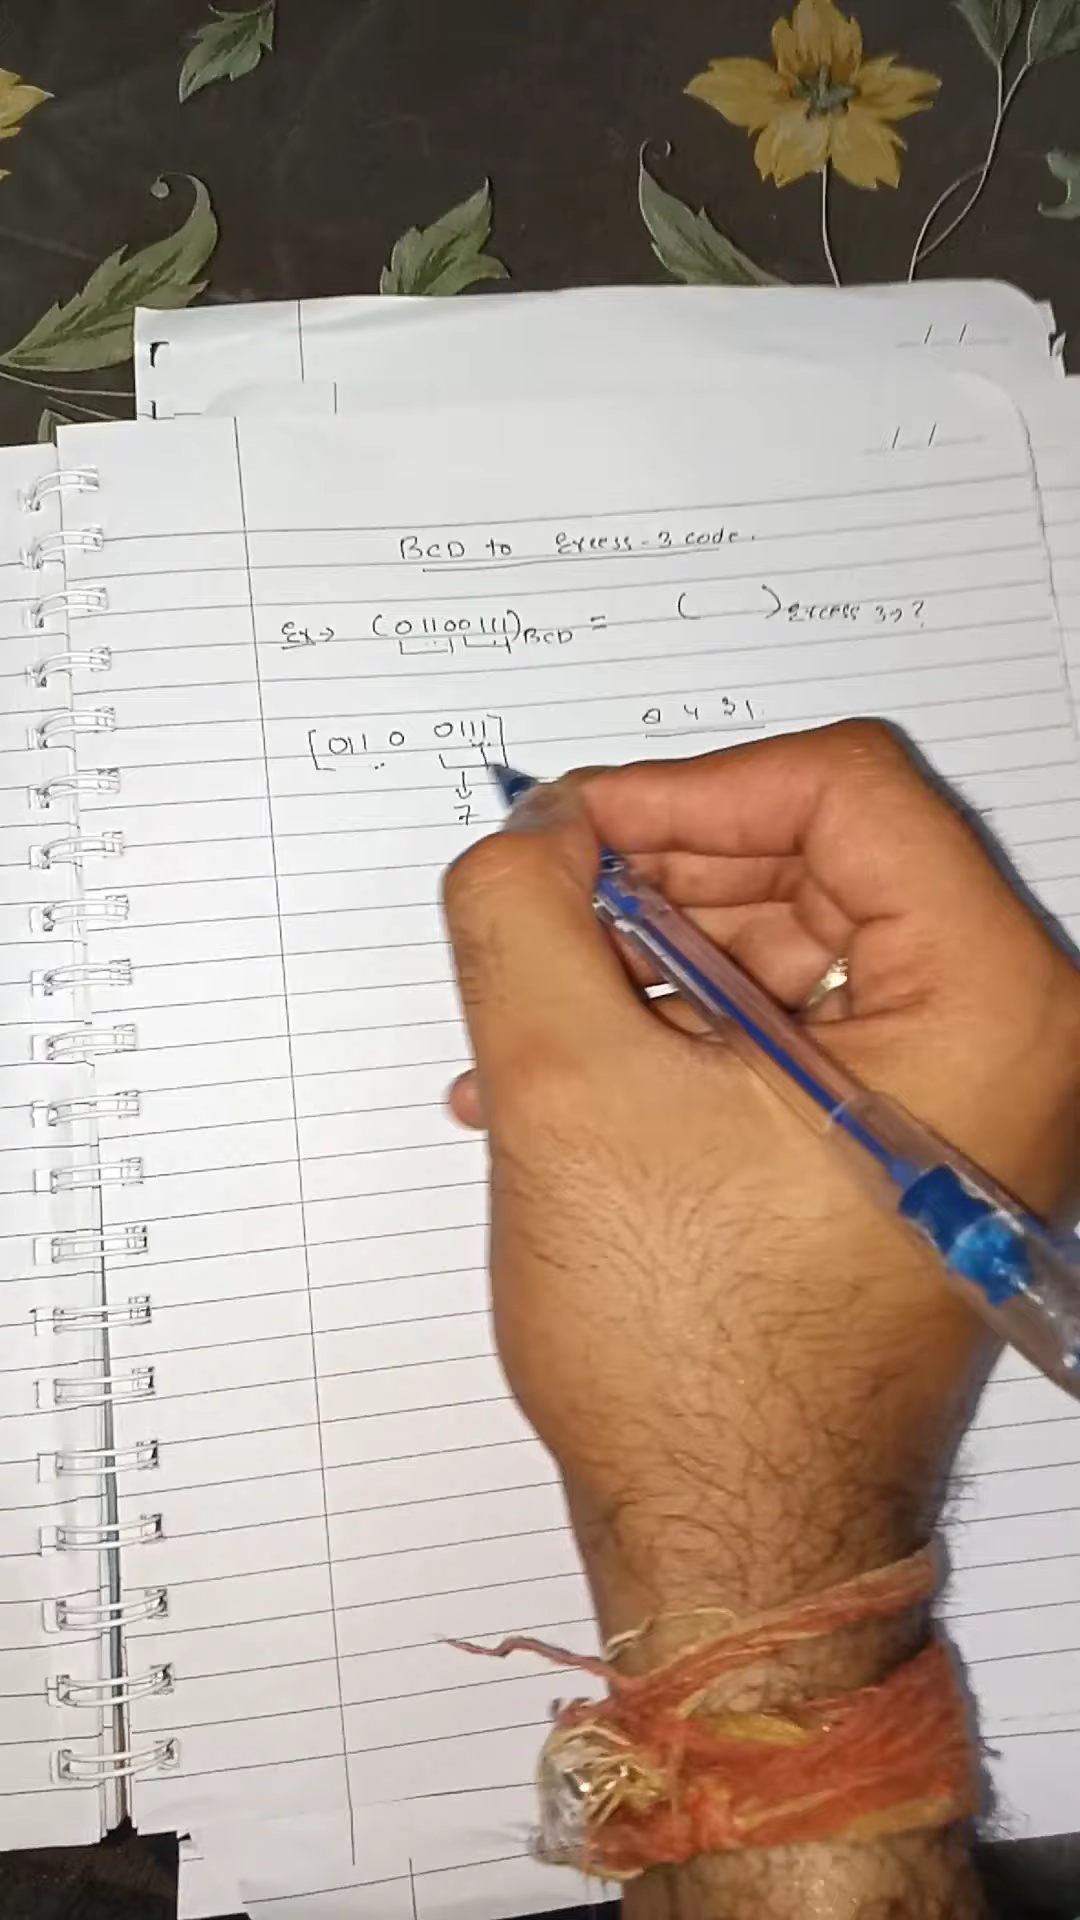 / /
/ /
BCD to Excess-3 code.
Ex→ (01100111)BCD = ( )Excess 3→?
[0110 0111] 8 4 2 1
↓
7